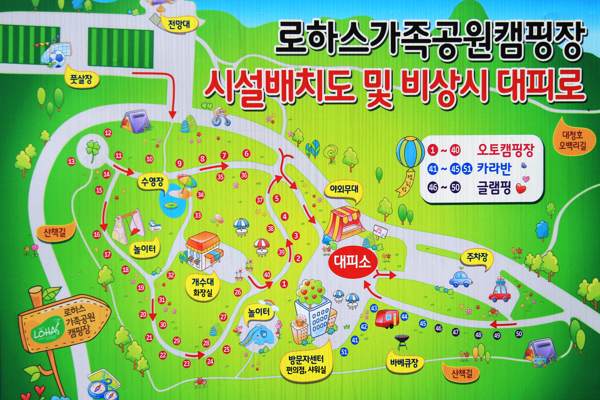 로하스가족공원캠핑장
시설배치도 및 비상시 대피로
전망대
풋살장
대청호
오백리길
1 ~ 40 오토캠핑장
41 ~ 45 51 카라반
46 ~ 50 글램핑
수영장
야외무대
산책길
놀이터
개수대
화장실
대피소
주차장
놀이터
LOHAS
로하스
가족공원
캠핑장
방문자센터
편의점, 샤워실
바베큐장
산책길
12
13
14
11
10
9
8
7
6
15
16
17
18
19
20
21
22
23
24
25
26
27
28
29
30
31
32
33
34
35
36
37
38
39
40
1
2
3
4
5
41
42
43
44
45
46
47
48
49
50
51